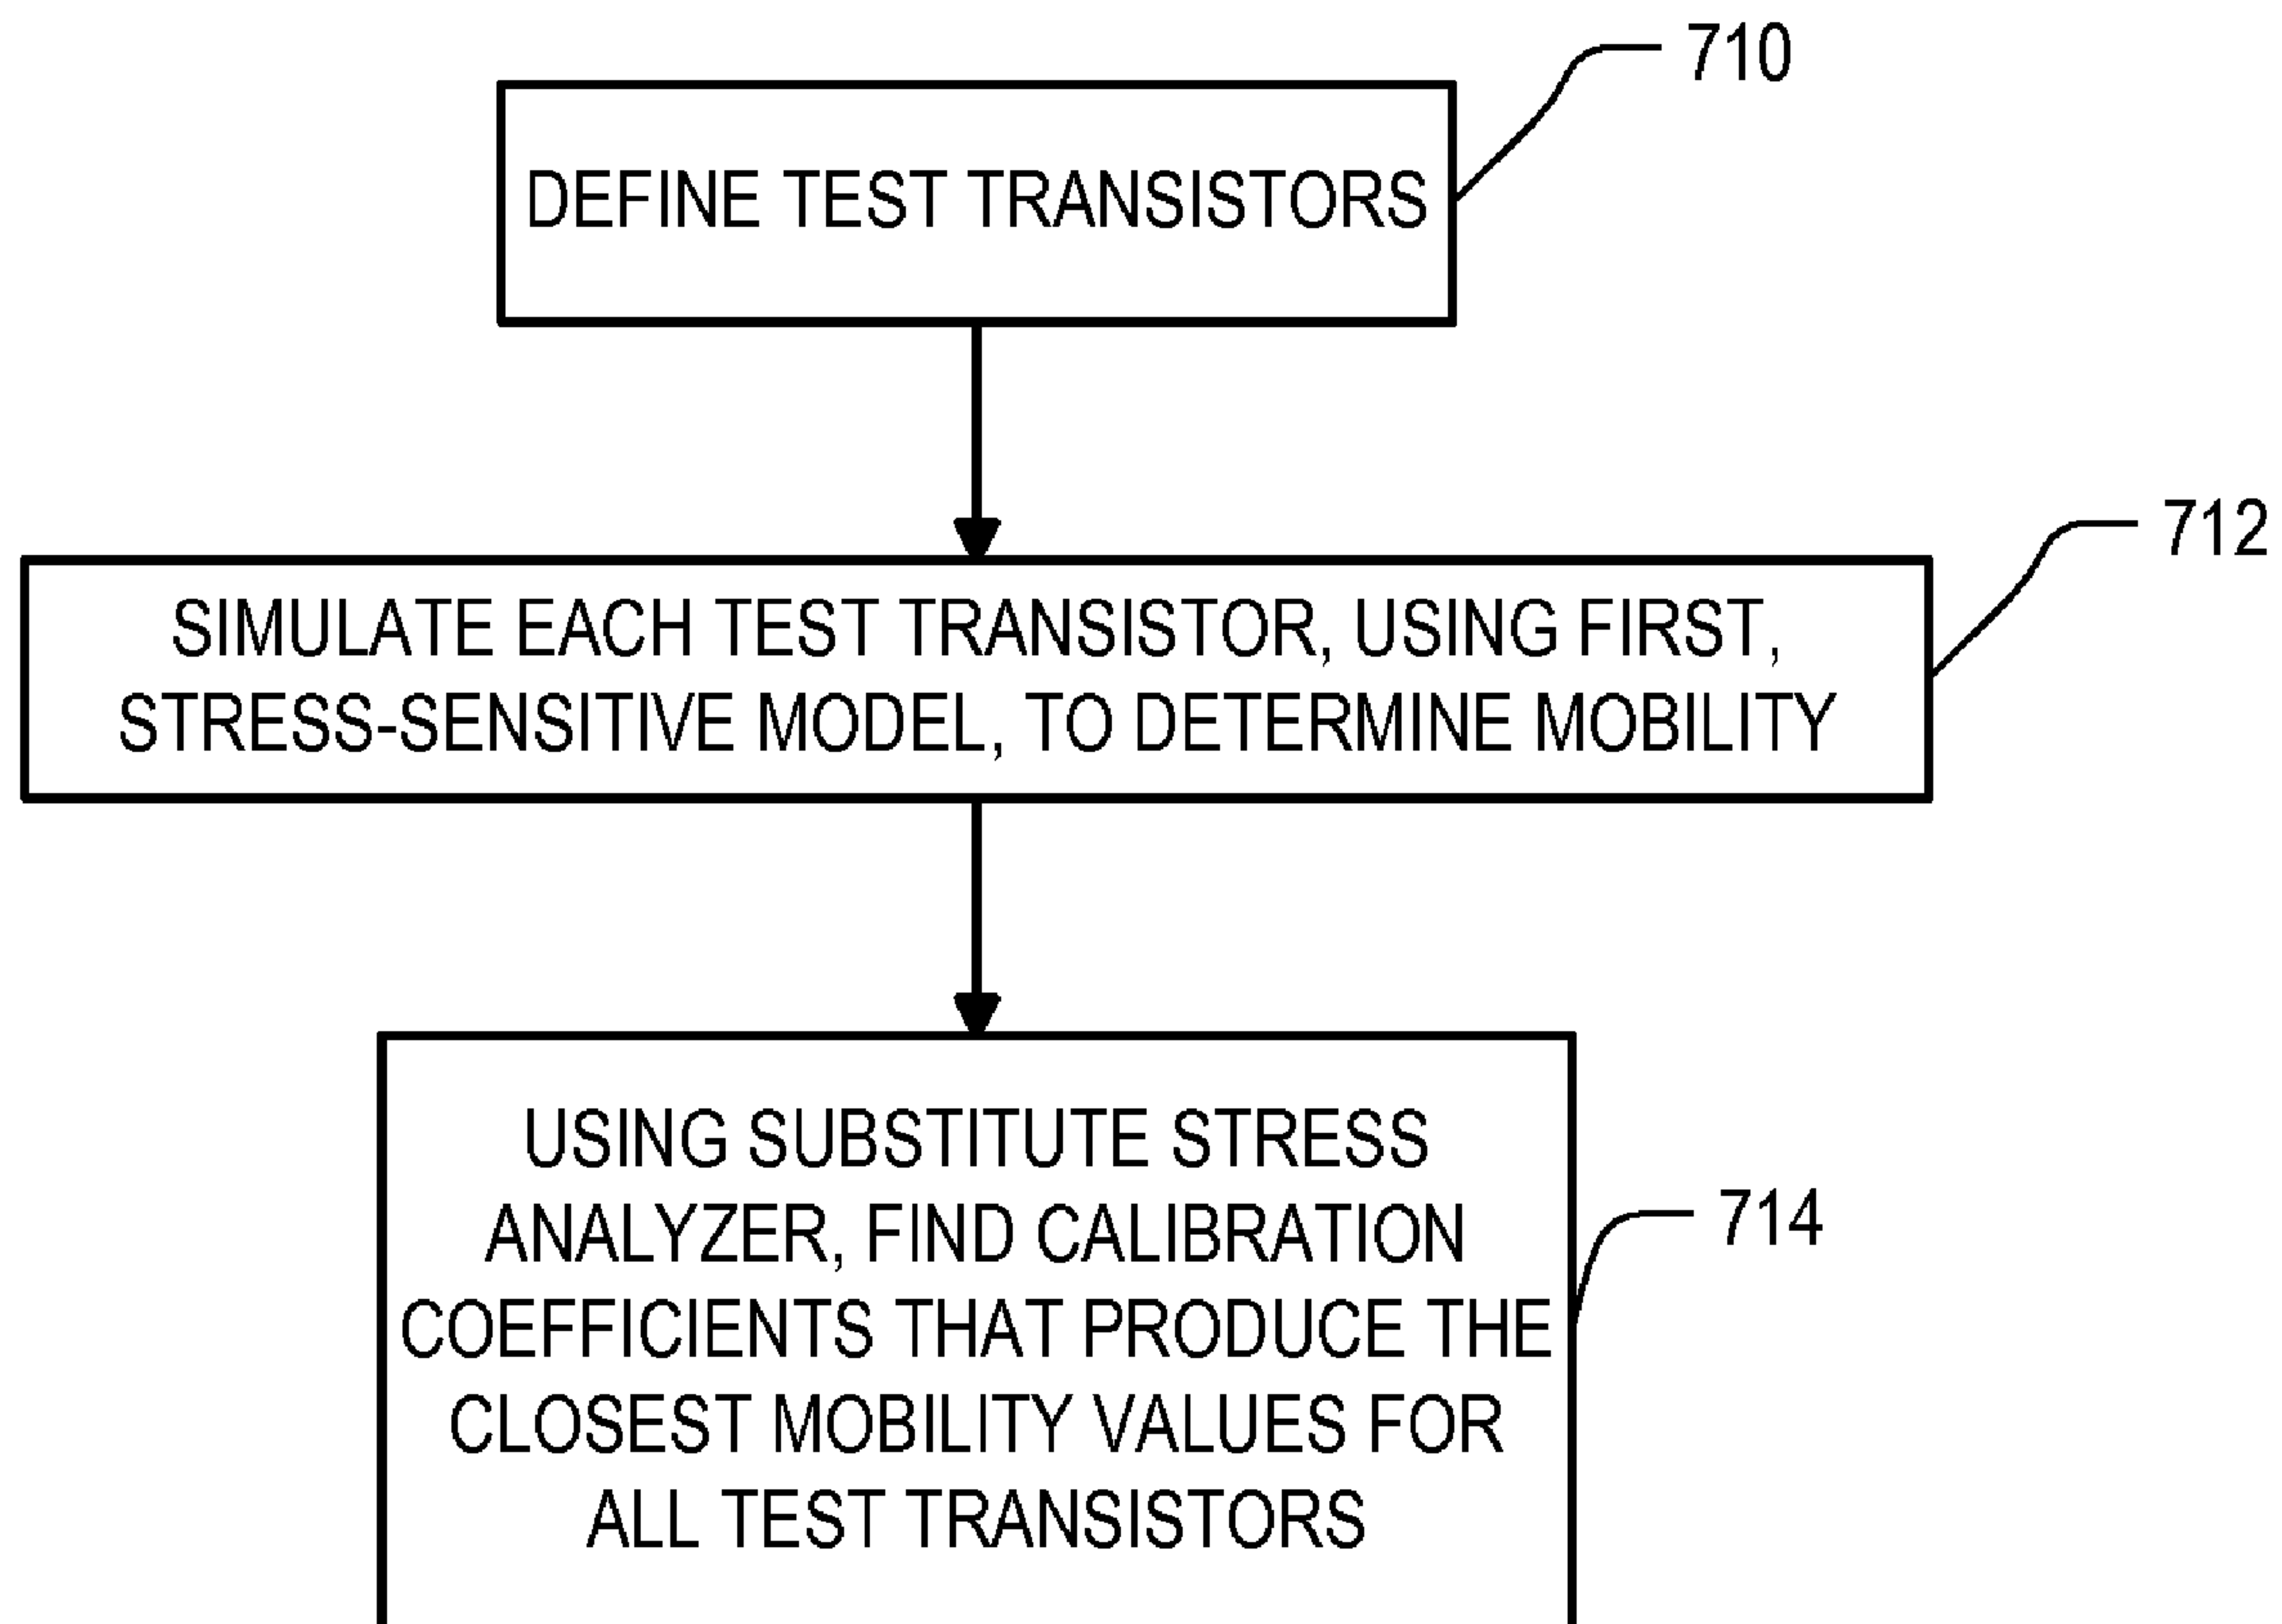 710
DEFINE TEST TRANSISTORS
712
SIMULATE EACH TEST TRANSISTOR, USING FIRST,
STRESS-SENSITIVE MODEL, TO DETERMINE MOBILITY
USING SUBSTITUTE STRESS
ANALYZER, FIND CALIBRATION
COEFFICIENTS THAT PRODUCE THE
CLOSEST MOBILITY VALUES FOR
ALL TEST TRANSISTORS
714